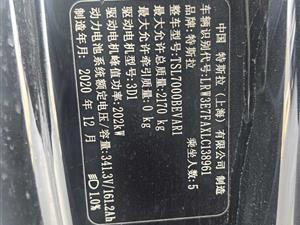 中国 特斯拉（上海）有限公司 制造
车辆识别代号:LRW3E7FAXLC138961
品牌:特斯拉 乘坐人数:5
整车型号:TSL7000BEVAR1
最大允许总质量:2170 kg
最大允许牵引质量:0 kg
驱动电机型号:3D1
驱动电机峰值功率:202kW
动力电池系统额定电压/容量:341.3V/161.2Ah
制造年月: 2020 年 12 月
1.0%